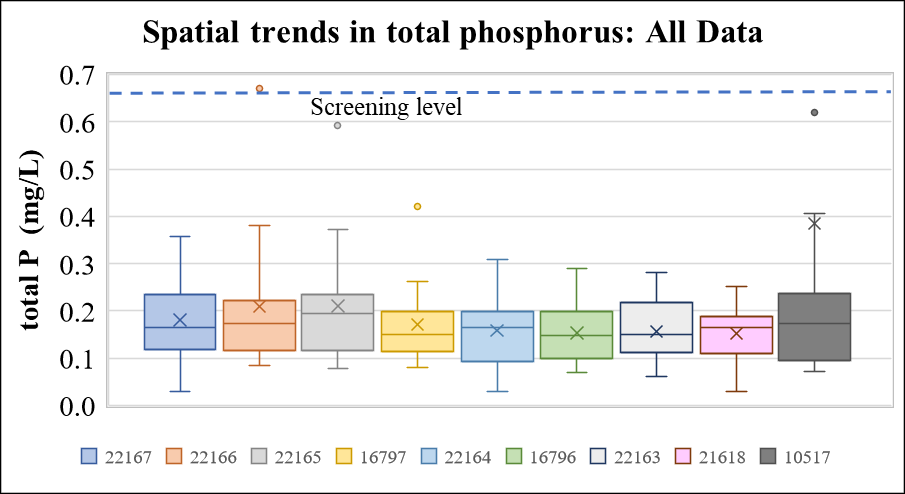 Spatial trends in total phosphorus: All Data
total P (mg/L)
0.7
0.6
0.5
0.4
0.3
0.2
0.1
0.0
Screening level
22167 22166 22165 16797 22164 16796 22163 21618 10517